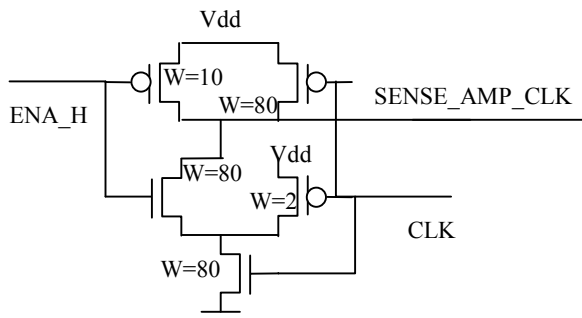 Vdd
W=10
W=80
SENSE_AMP_CLK
ENA_H
Vdd
W=80
W=2
CLK
W=80